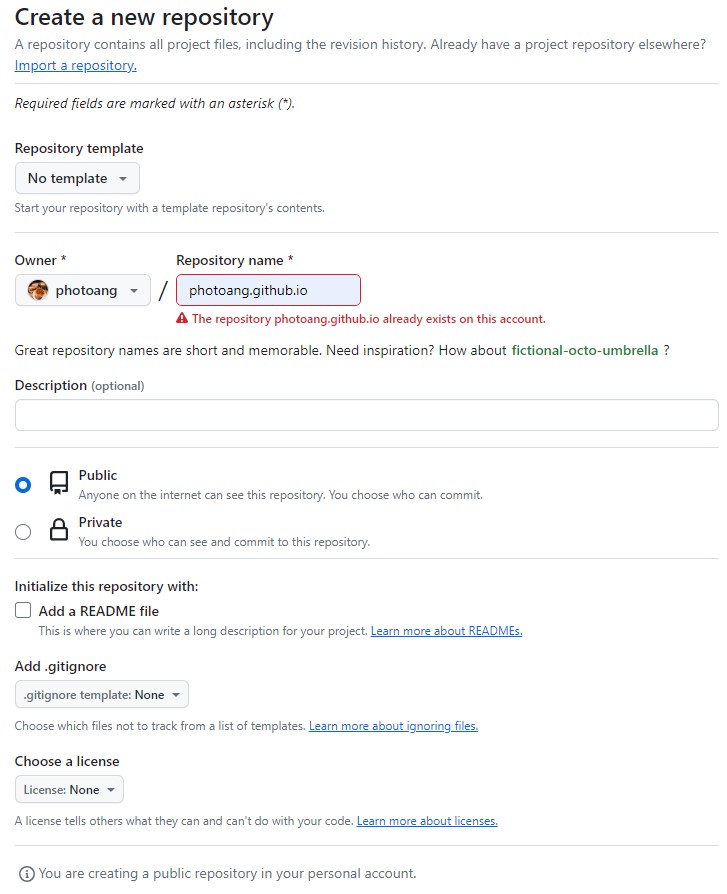 Create a new repository
A repository contains all project files, including the revision history. Already have a project repository elsewhere?
Import a repository.
Required fields are marked with an asterisk (*).
Repository template
No template
Start your repository with a template repository's contents.
Owner *
Repository name *
photoang
/
photoang.github.io
The repository photoang.github.io already exists on this account.
Great repository names are short and memorable. Need inspiration? How about fictional-octo-umbrella ?
Description (optional)
Public
Anyone on the internet can see this repository. You choose who can commit.
Private
You choose who can see and commit to this repository.
Initialize this repository with:
Add a README file
This is where you can write a long description for your project. Learn more about READMEs.
Add .gitignore
.gitignore template: None
Choose which files not to track from a list of templates. Learn more about ignoring files.
Choose a license
License: None
A license tells others what they can and can't do with your code. Learn more about licenses.
You are creating a public repository in your personal account.